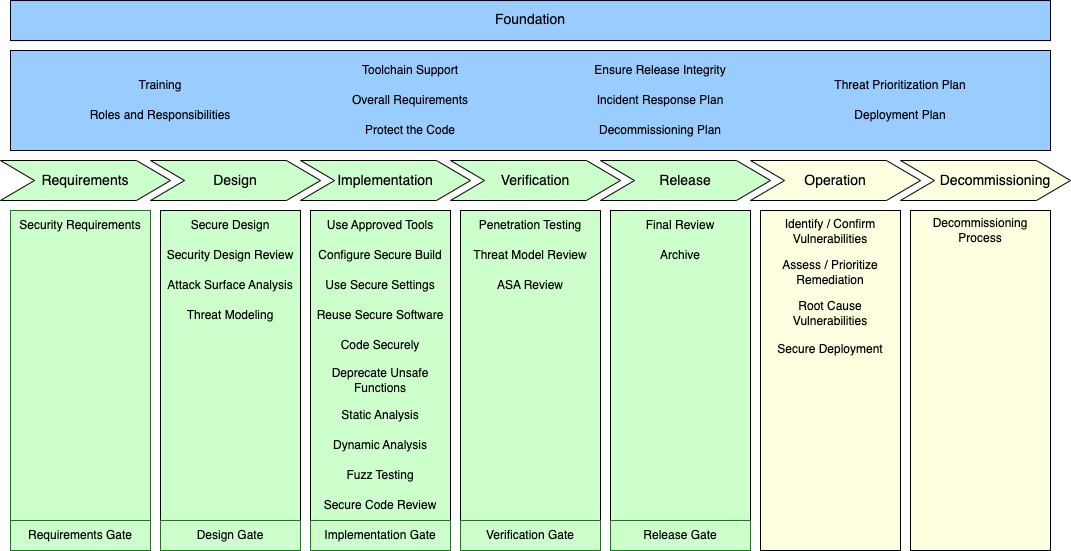 Foundation
Training
Roles and Responsibilities
Toolchain Support
Overall Requirements
Protect the Code
Ensure Release Integrity
Incident Response Plan
Decommissioning Plan
Threat Prioritization Plan
Deployment Plan
Requirements
Design
Implementation
Verification
Release
Operation
Decommissioning
Security Requirements
Requirements Gate
Secure Design
Security Design Review
Attack Surface Analysis
Threat Modeling
Design Gate
Use Approved Tools
Configure Secure Build
Use Secure Settings
Reuse Secure Software
Code Securely
Deprecate Unsafe
Functions
Static Analysis
Dynamic Analysis
Fuzz Testing
Secure Code Review
Implementation Gate
Penetration Testing
Threat Model Review
ASA Review
Verification Gate
Final Review
Archive
Release Gate
Identify / Confirm
Vulnerabilities
Assess / Prioritize
Remediation
Root Cause
Vulnerabilities
Secure Deployment
Decommissioning
Process